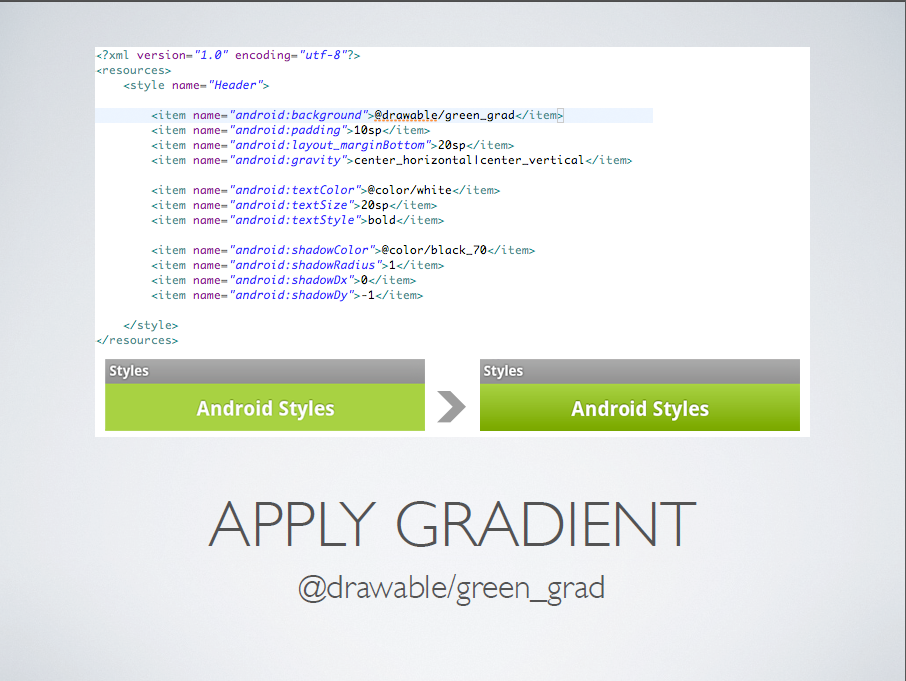 <?xml version="1.0" encoding="utf-8"?>
<resources>
<style name="Header">
<item name="android:background">@drawable/green_grad</item>
<item name="android:padding">10sp</item>
<item name="android:layout_marginBottom">20sp</item>
<item name="android:gravity">center_horizontal|center_vertical</item>
<item name="android:textColor">@color/white</item>
<item name="android:textSize">20sp</item>
<item name="android:textStyle">bold</item>
<item name="android:shadowColor">@color/black_70</item>
<item name="android:shadowRadius">1</item>
<item name="android:shadowDx">0</item>
<item name="android:shadowDy">-1</item>
</style>
</resources>
Styles
Android Styles
Styles
Android Styles
APPLY GRADIENT
@drawable/green_grad